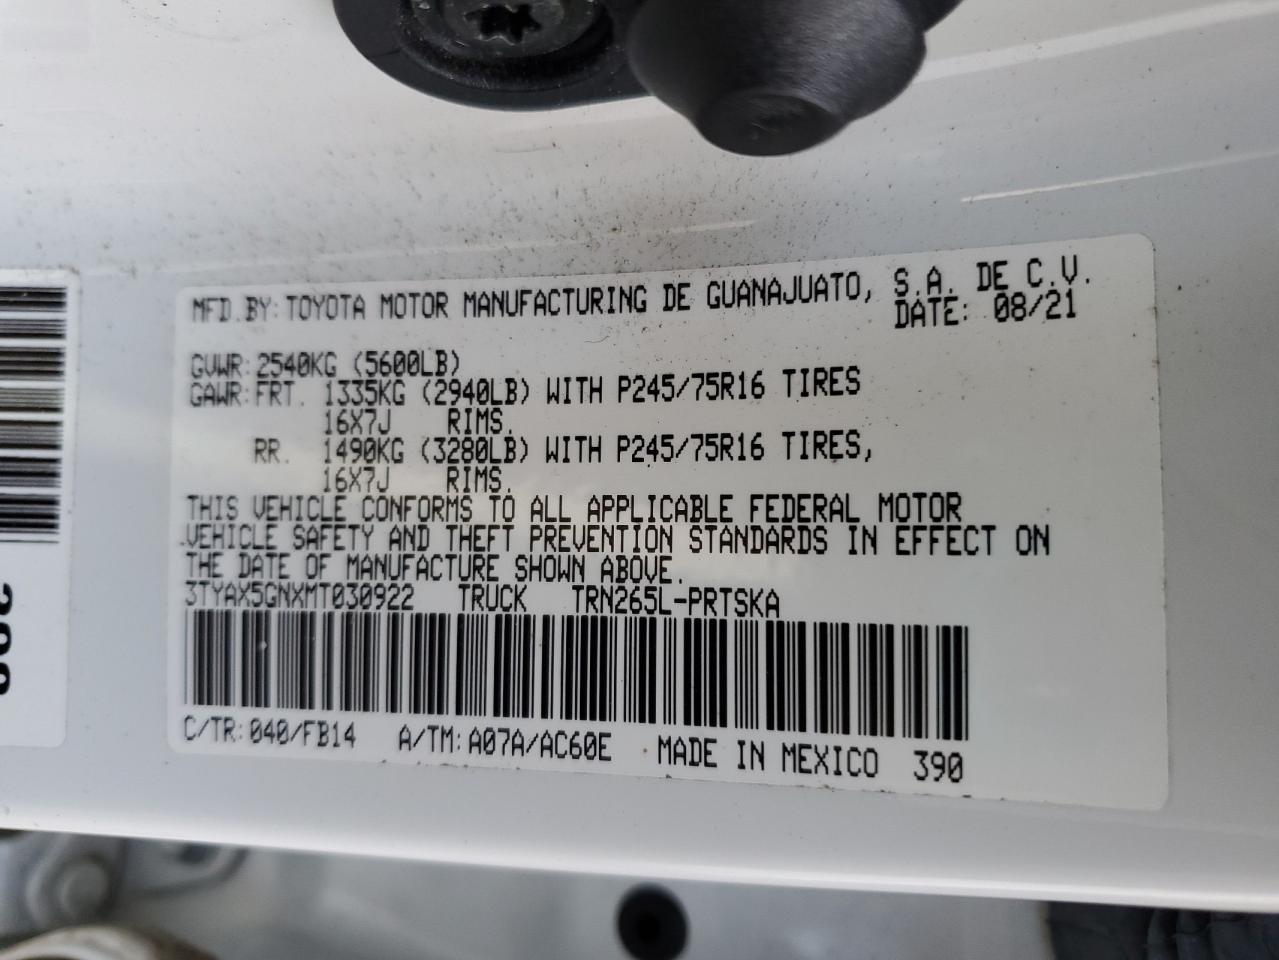 MFD.BY:TOYOTA MOTOR MANUFACTURING DE GUANAJUATO, S.A. DE C.V.
DATE: 08/21
GVWR:2540KG (5600LB)
GAWR:FRT. 1335KG (2940LB) WITH P245/75R16 TIRES
16X7J RIMS.
RR. 1490KG (3280LB) WITH P245/75R16 TIRES,
16X7J RIMS.
THIS VEHICLE CONFORMS TO ALL APPLICABLE FEDERAL MOTOR
VEHICLE SAFETY AND THEFT PREVENTION STANDARDS IN EFFECT ON
THE DATE OF MANUFACTURE SHOWN ABOVE.
3TYAX5GNXMT030922 TRUCK TRN265L-PRTSKA
C/TR:040/FB14 A/TM:A07A/AC60E MADE IN MEXICO 390